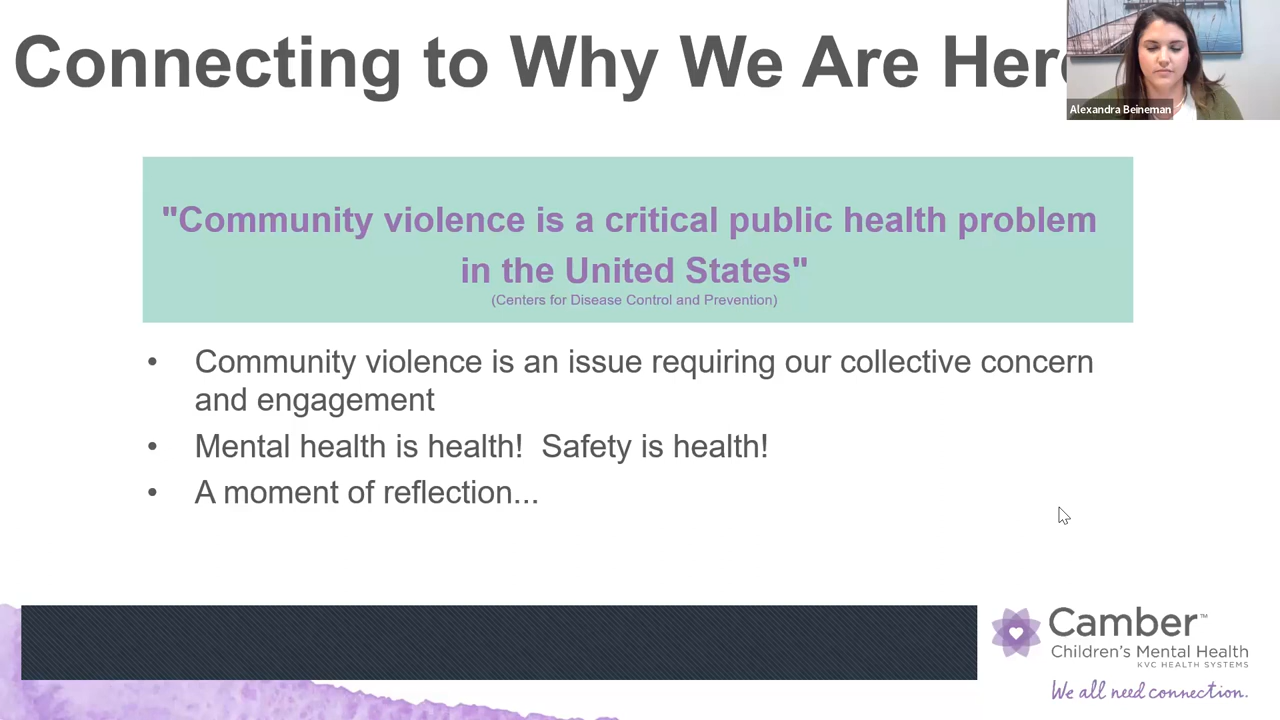 Connecting to Why We Are Her
Alexandra Beineman
"Community violence is a critical public health problem
in the United States"
(Centers for Disease Control and Prevention)
• Community violence is an issue requiring our collective concern
and engagement
• Mental health is health!  Safety is health!
• A moment of reflection...
Camber™
Children's Mental Health
KVC HEALTH SYSTEMS
We all need connection.